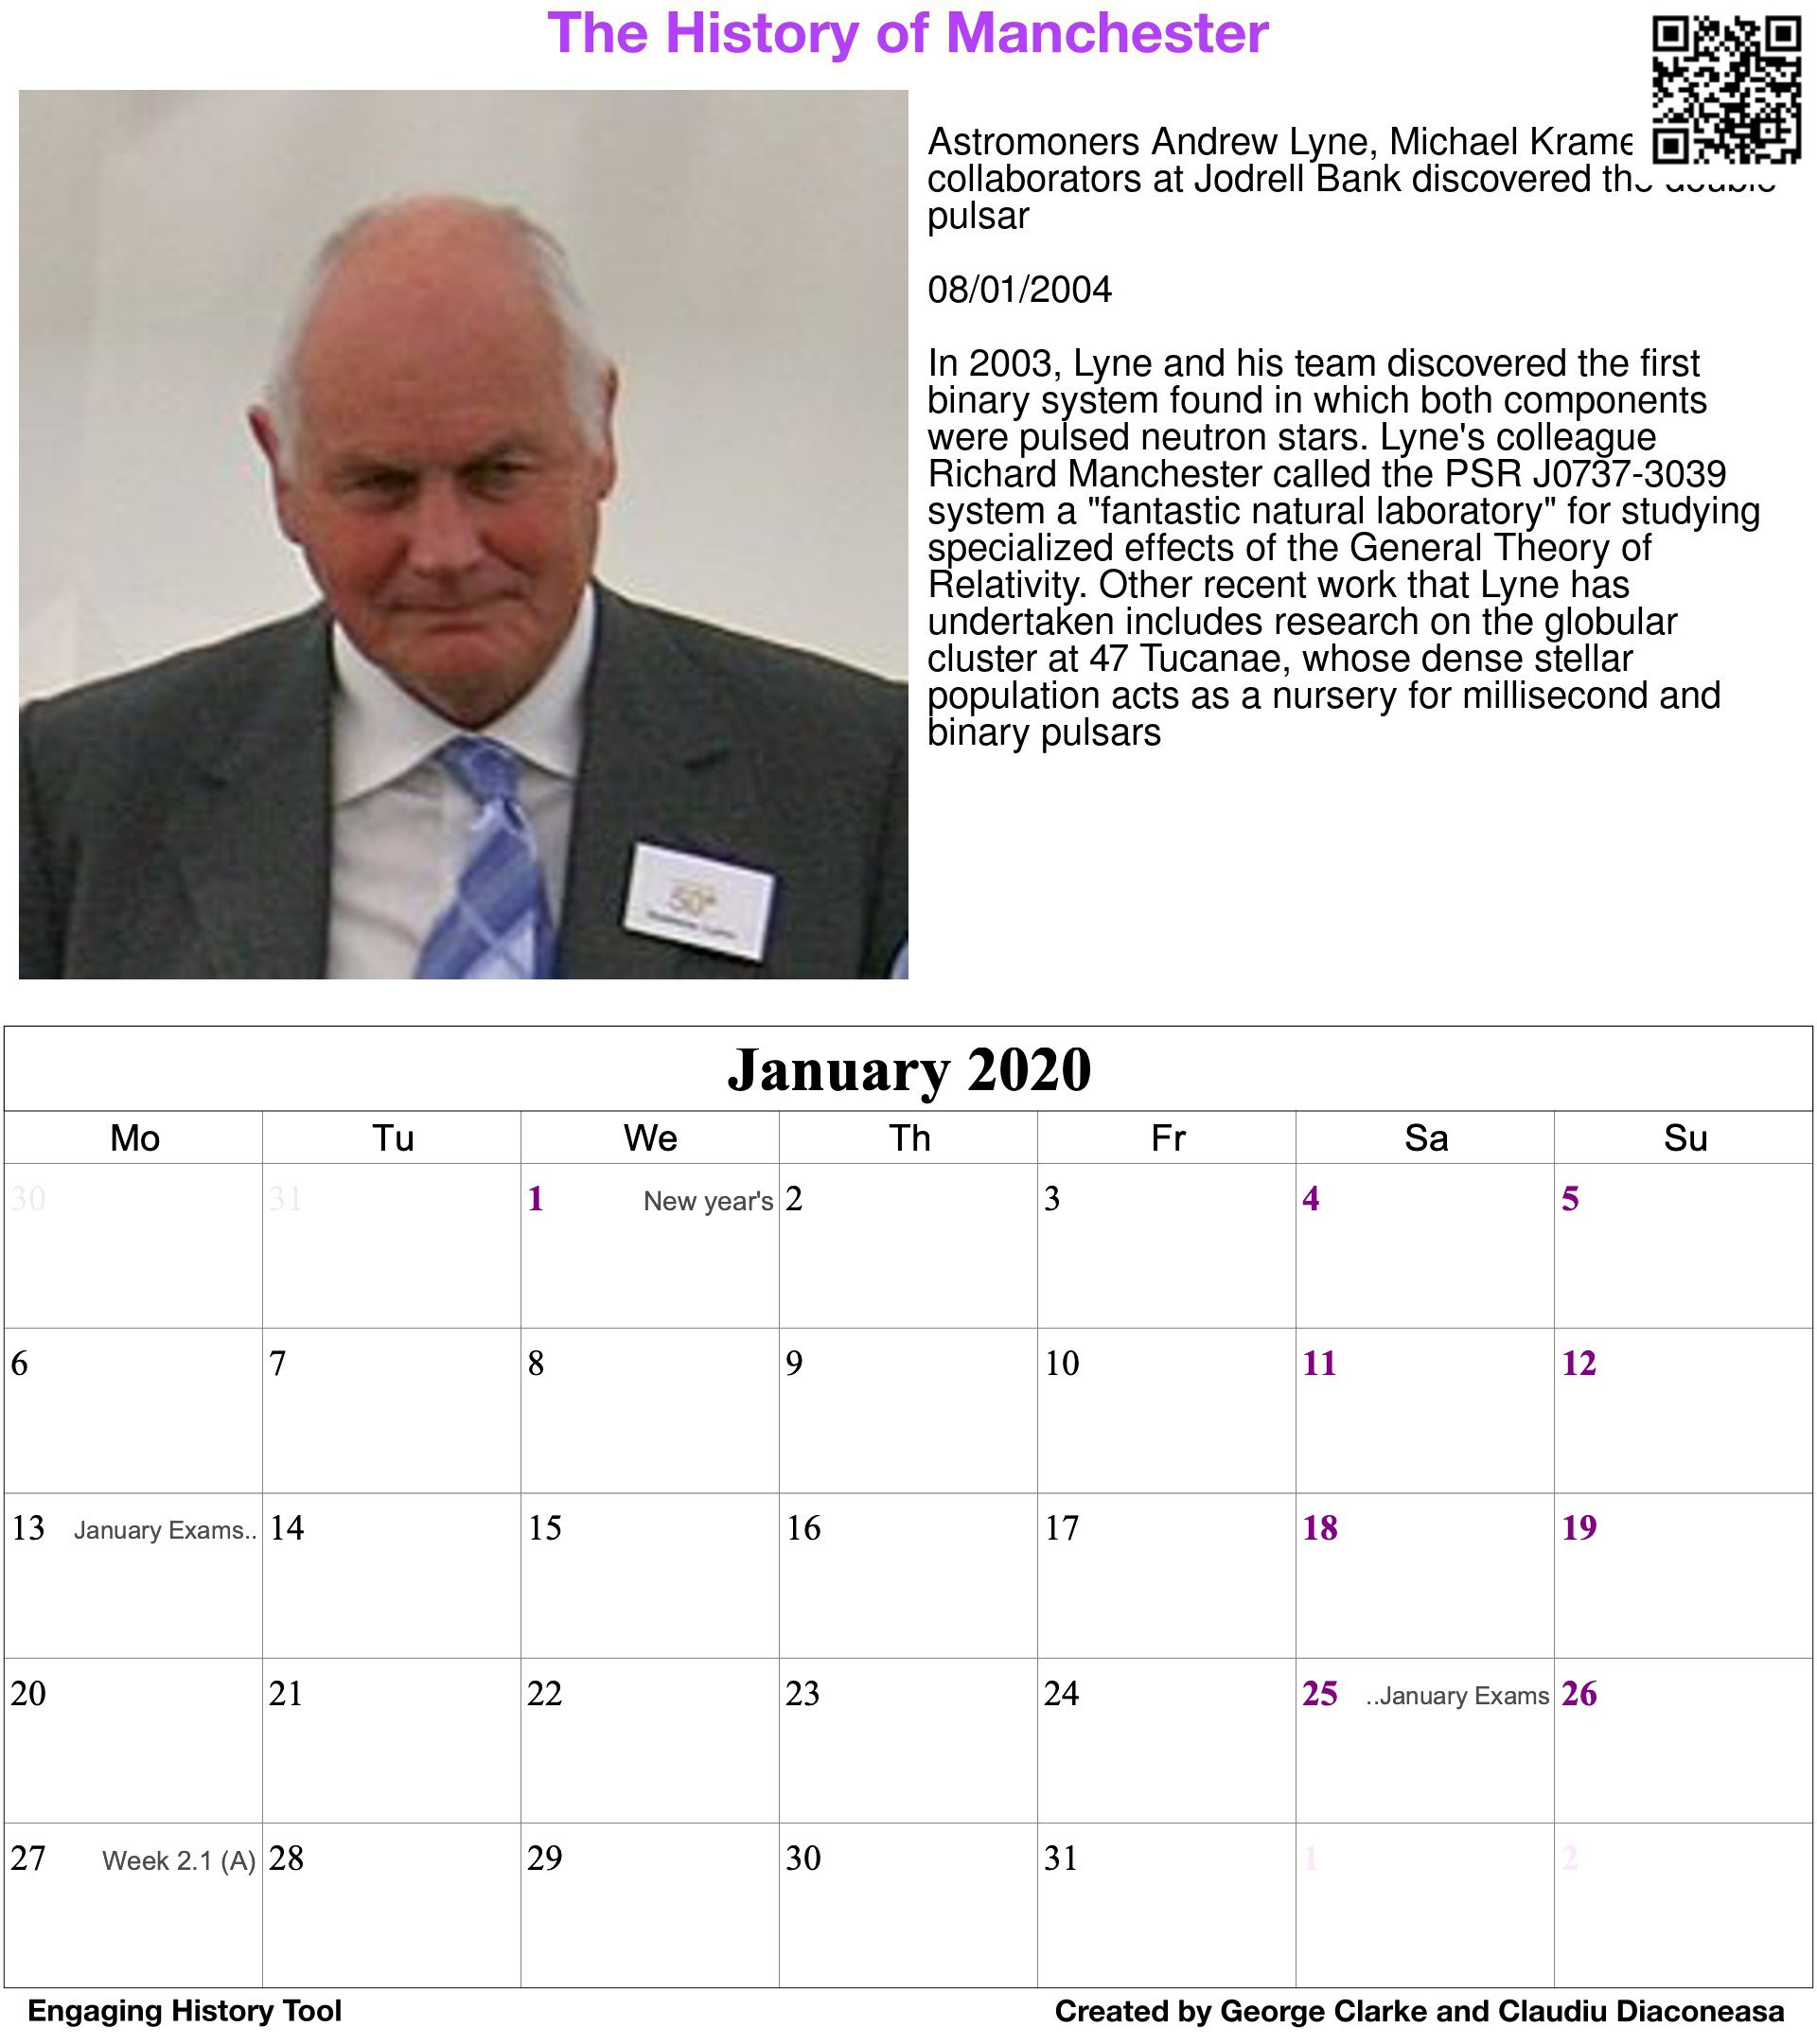 The History of Manchester
Astromoners Andrew Lyne, Michael
collaborators at Jodrell Bank discovered the double
pulsar
08/01/2004
In 2003, Lyne and his team discovered the first
binary system found in which both components
were pulsed neutron stars. Lyne's colleague
Richard Manchester called the PSR J0737-3039
system a "fantastic natural laboratory" for studying
specialized effects of the General Theory of
Relativity. Other recent work that Lyne has
undertaken includes research on the globular
cluster at 47 Tucanae, whose dense stellar
population acts as a nursery for millisecond and
binary pulsars
50
January 2020
Mo Tu We Th Fr Sa Su
30 31 1 New year's 2 3 4 5
6 7 8 9 10 11 12
13 January Exams.. 14 15 16 17 18 19
20 21 22 23 24 25 ..January Exams 26
27 Week 2.1 (A) 28 29 30 31 1 2
Engaging History Tool Created by George Clarke and Claudiu Diaconeasa